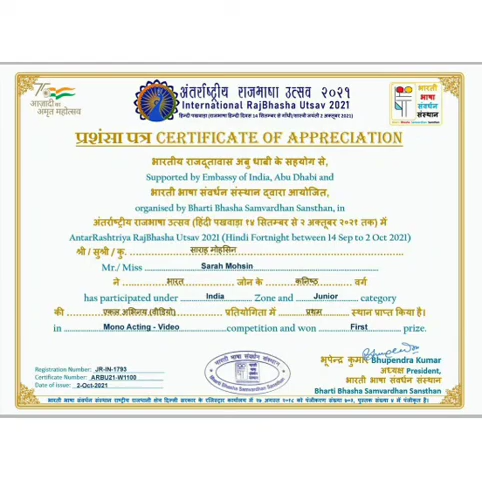 75
आज़ादी का
अमृत महोत्सव
अंतर्राष्ट्रीय राजभाषा उत्सव २०२१
International RajBhasha Utsav 2021
भारती
भाषा
संवर्धन
संस्थान
प्रशंसा पत्र CERTIFICATE OF APPRECIATION
भारतीय राजदूतावास अबु धाबी के सहयोग से,
Supported by Embassy of India, Abu Dhabi and
भारती भाषा संवर्धन संस्थान द्वारा आयोजित,
organised by Bharti Bhasha Samvardhan Sansthan, in
अंतर्राष्ट्रीय राजभाषा उत्सव (हिंदी पखवाड़ा १४ सितम्बर से २ अक्तूबर २०२१ तक) में
AntarRashtriya RajBhasha Utsav 2021 (Hindi Fortnight between 14 Sep to 2 Oct 2021)
श्री / सुश्री / कु. साराह मोहसिन
Mr./ Miss Sarah Mohsin
ने भारत ज़ोन के कनिष्ठ वर्ग
has participated under India Zone and Junior category
की एकल अभिनय (वीडियो) प्रतियोगिता में प्रथम स्थान प्राप्त किया है।
in Mono Acting - Video competition and won First prize.
Registration Number: JR-IN-1793
Certificate Number: ARBU21-W1100
Date of Issue: 2-Oct-2021
भूपेन्द्र कुमार Bhupendra Kumar
अध्यक्ष President,
भारती भाषा संवर्धन संस्थान
Bharti Bhasha Samvardhan Sansthan